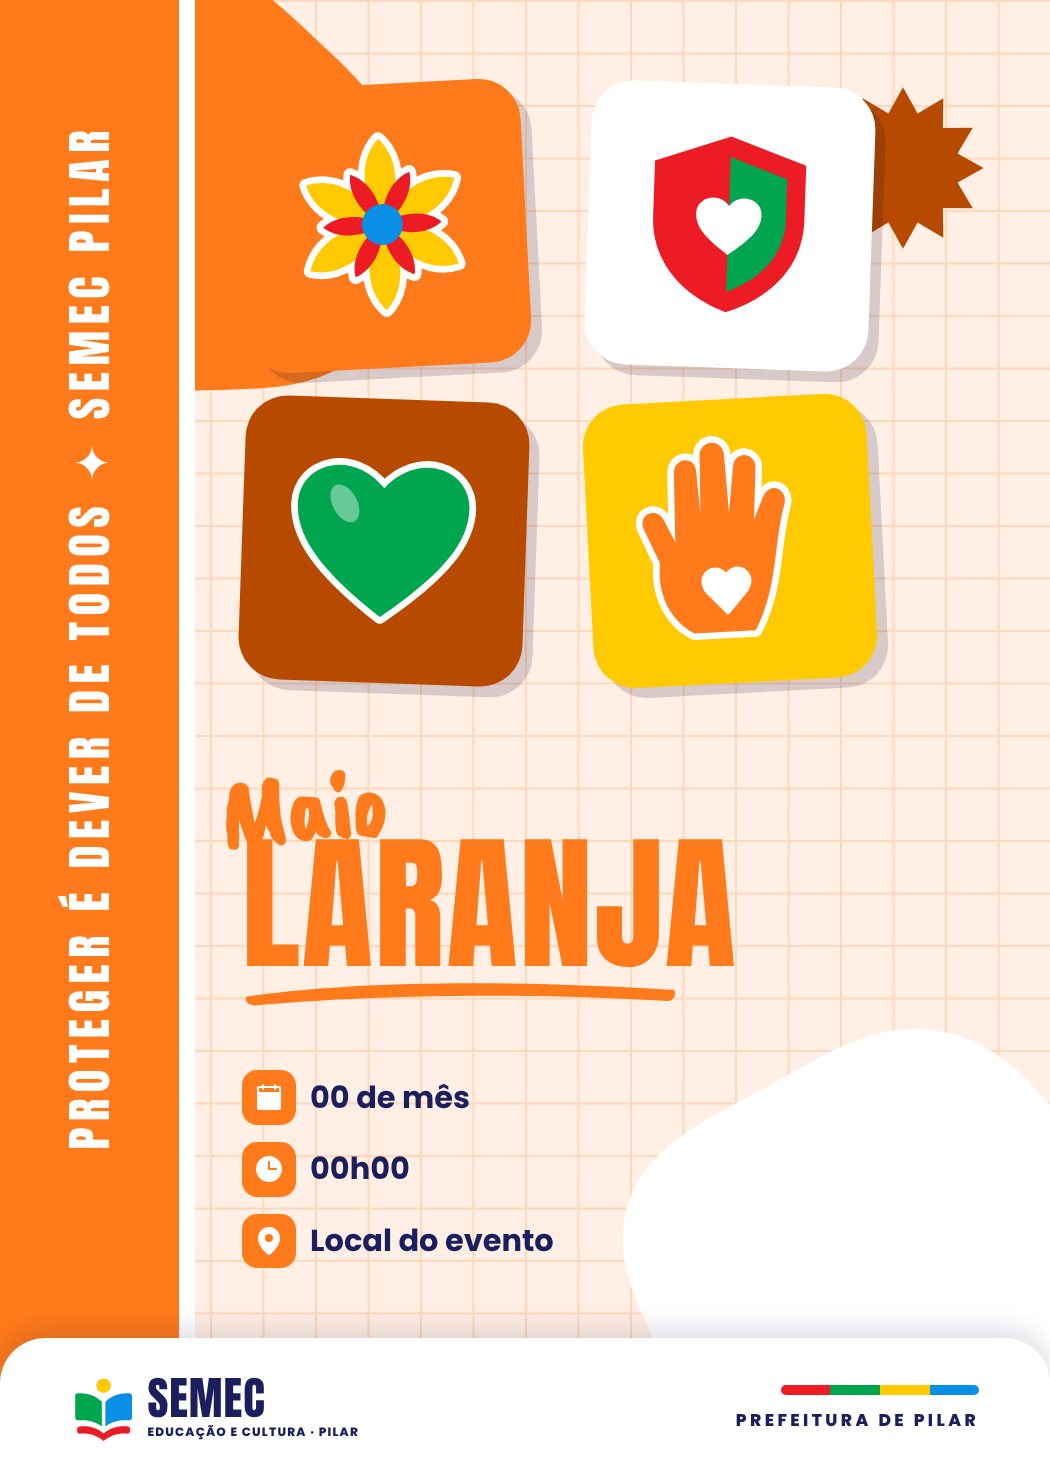 PROTEGER É DEVER DE TODOS ✦ SEMEC PILAR
Maio
LARANJA
00 de mês
00h00
Local do evento
SEMEC
EDUCAÇÃO E CULTURA · PILAR
PREFEITURA DE PILAR